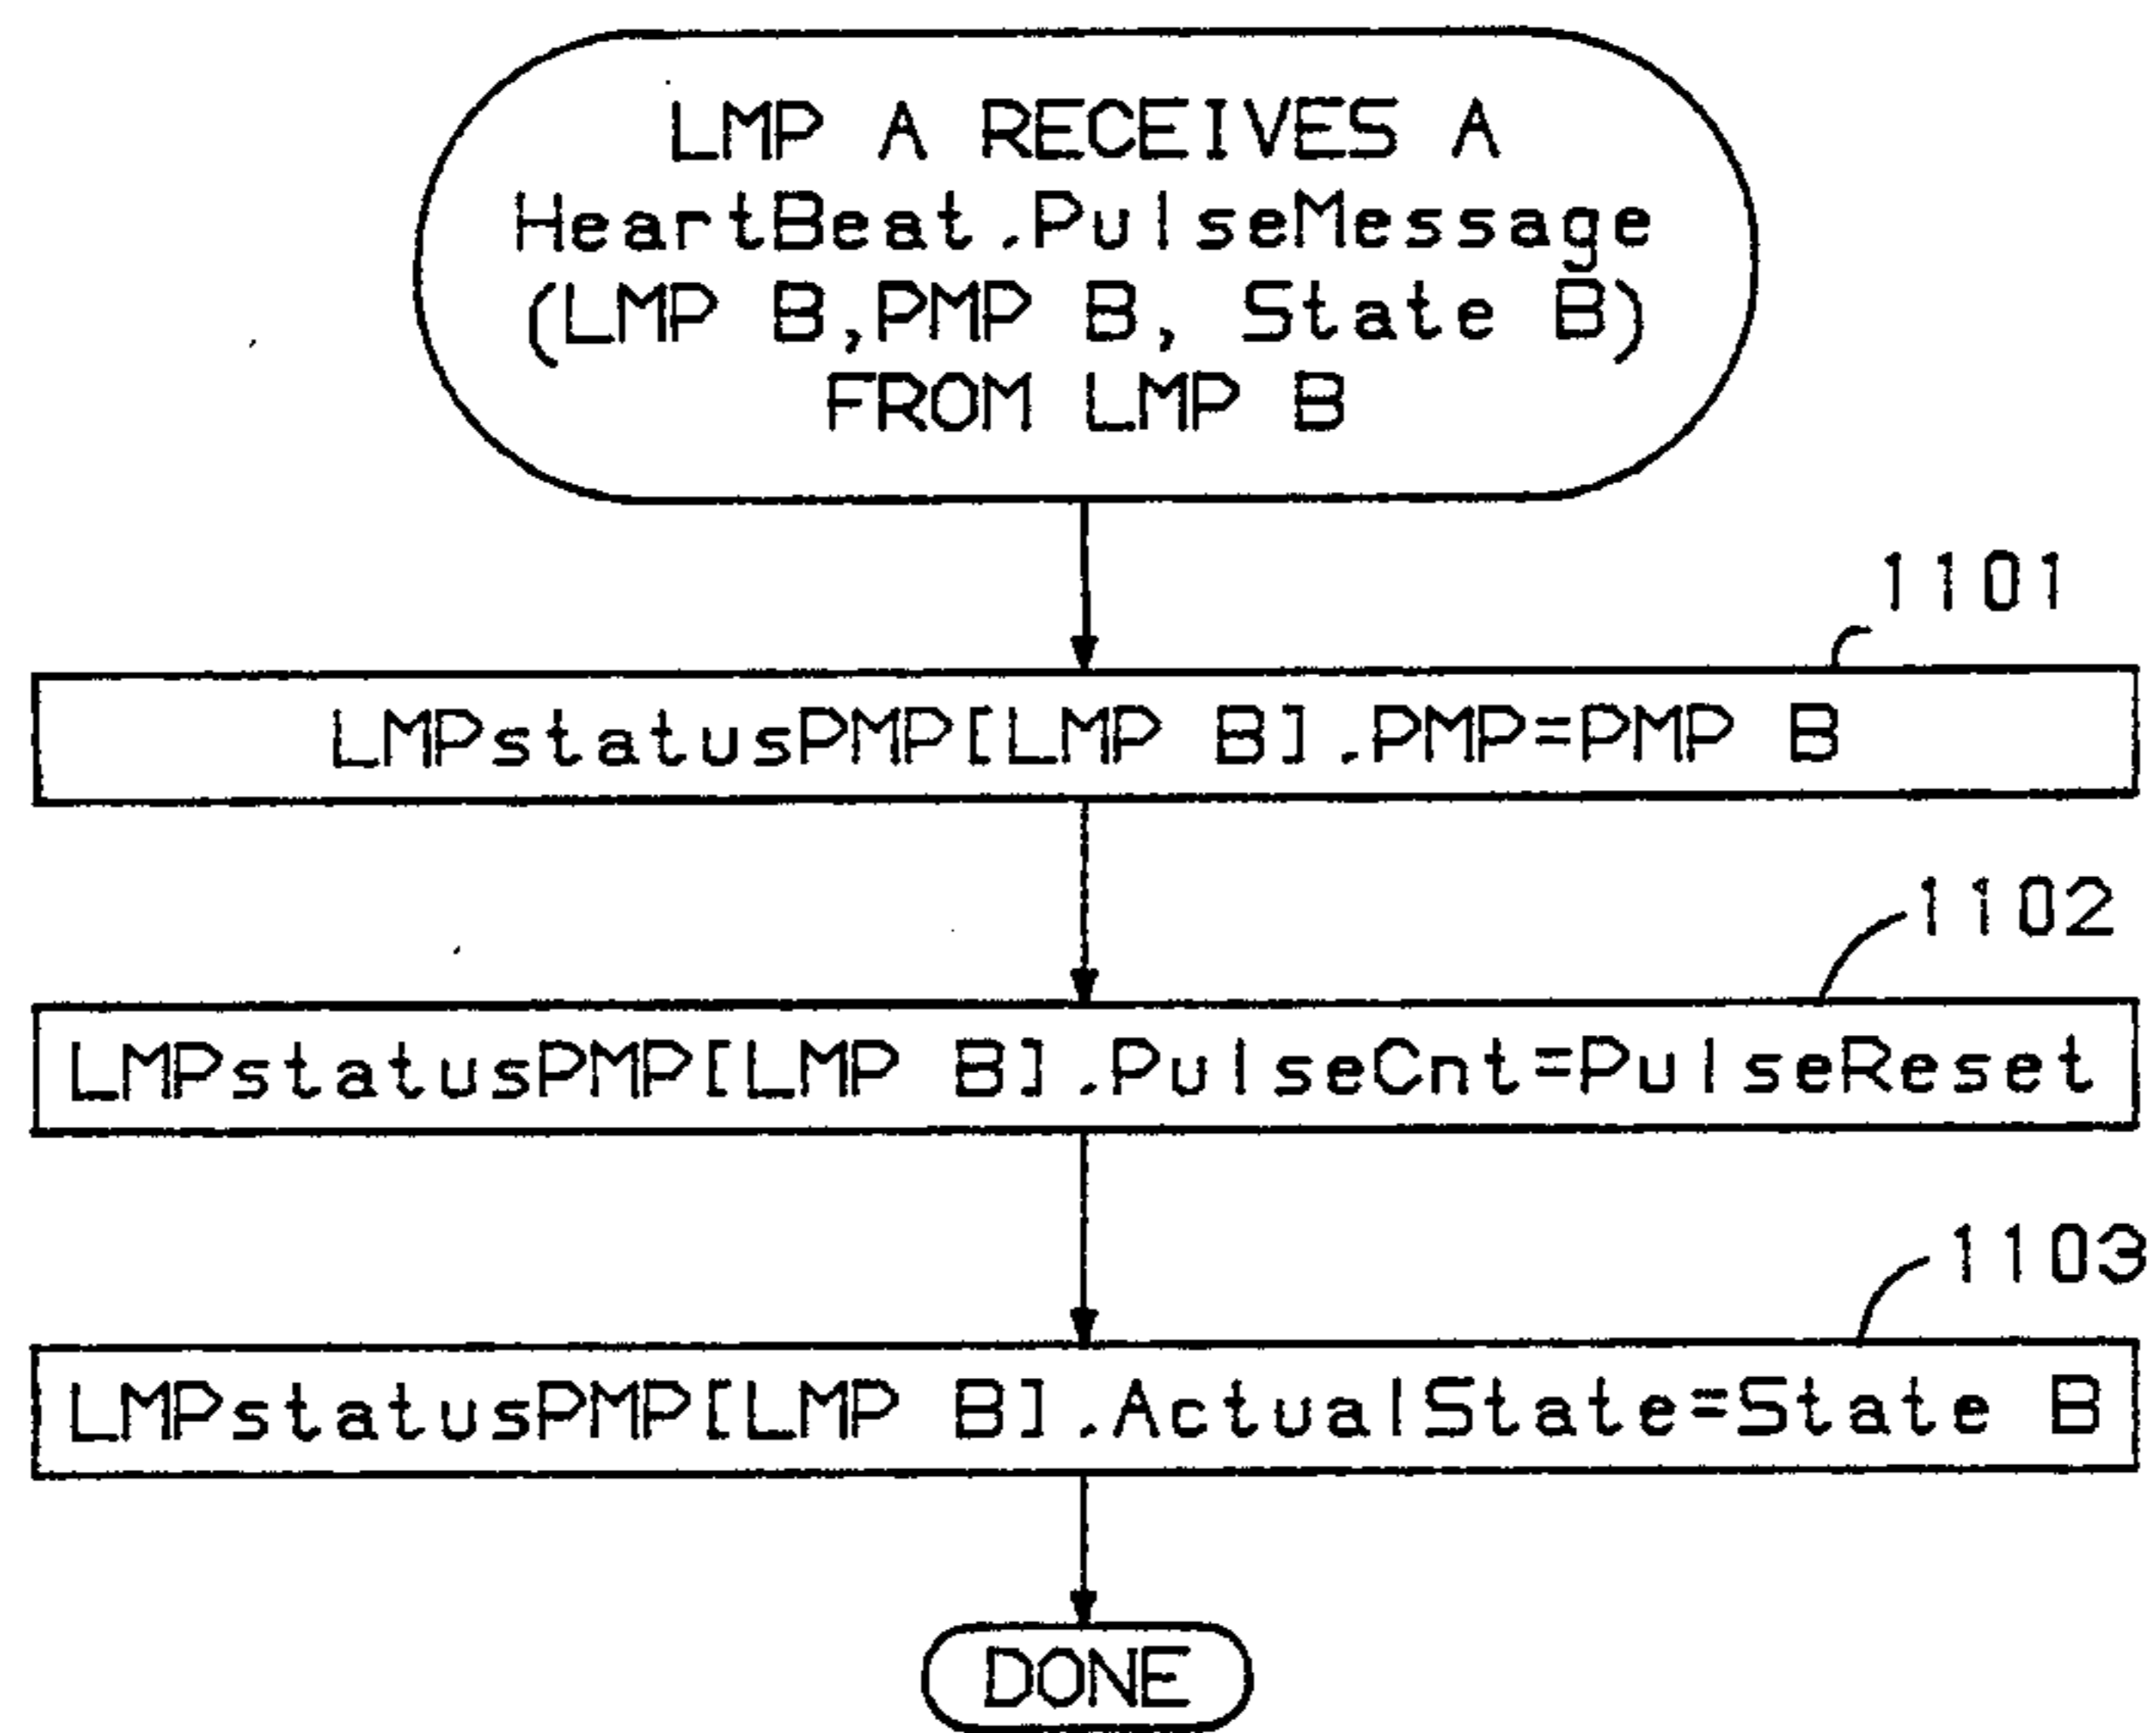 LMP A RECEIVES A
HeartBeat.PulseMessage
(LMP B,PMP B, State B)
FROM LMP B
1101
LMPstatusPMP[LMP B].PMP=PMP B
1102
LMPstatusPMP[LMP B].PulseCnt=PulseReset
1103
LMPstatusPMP[LMP B].ActualState=State B
DONE